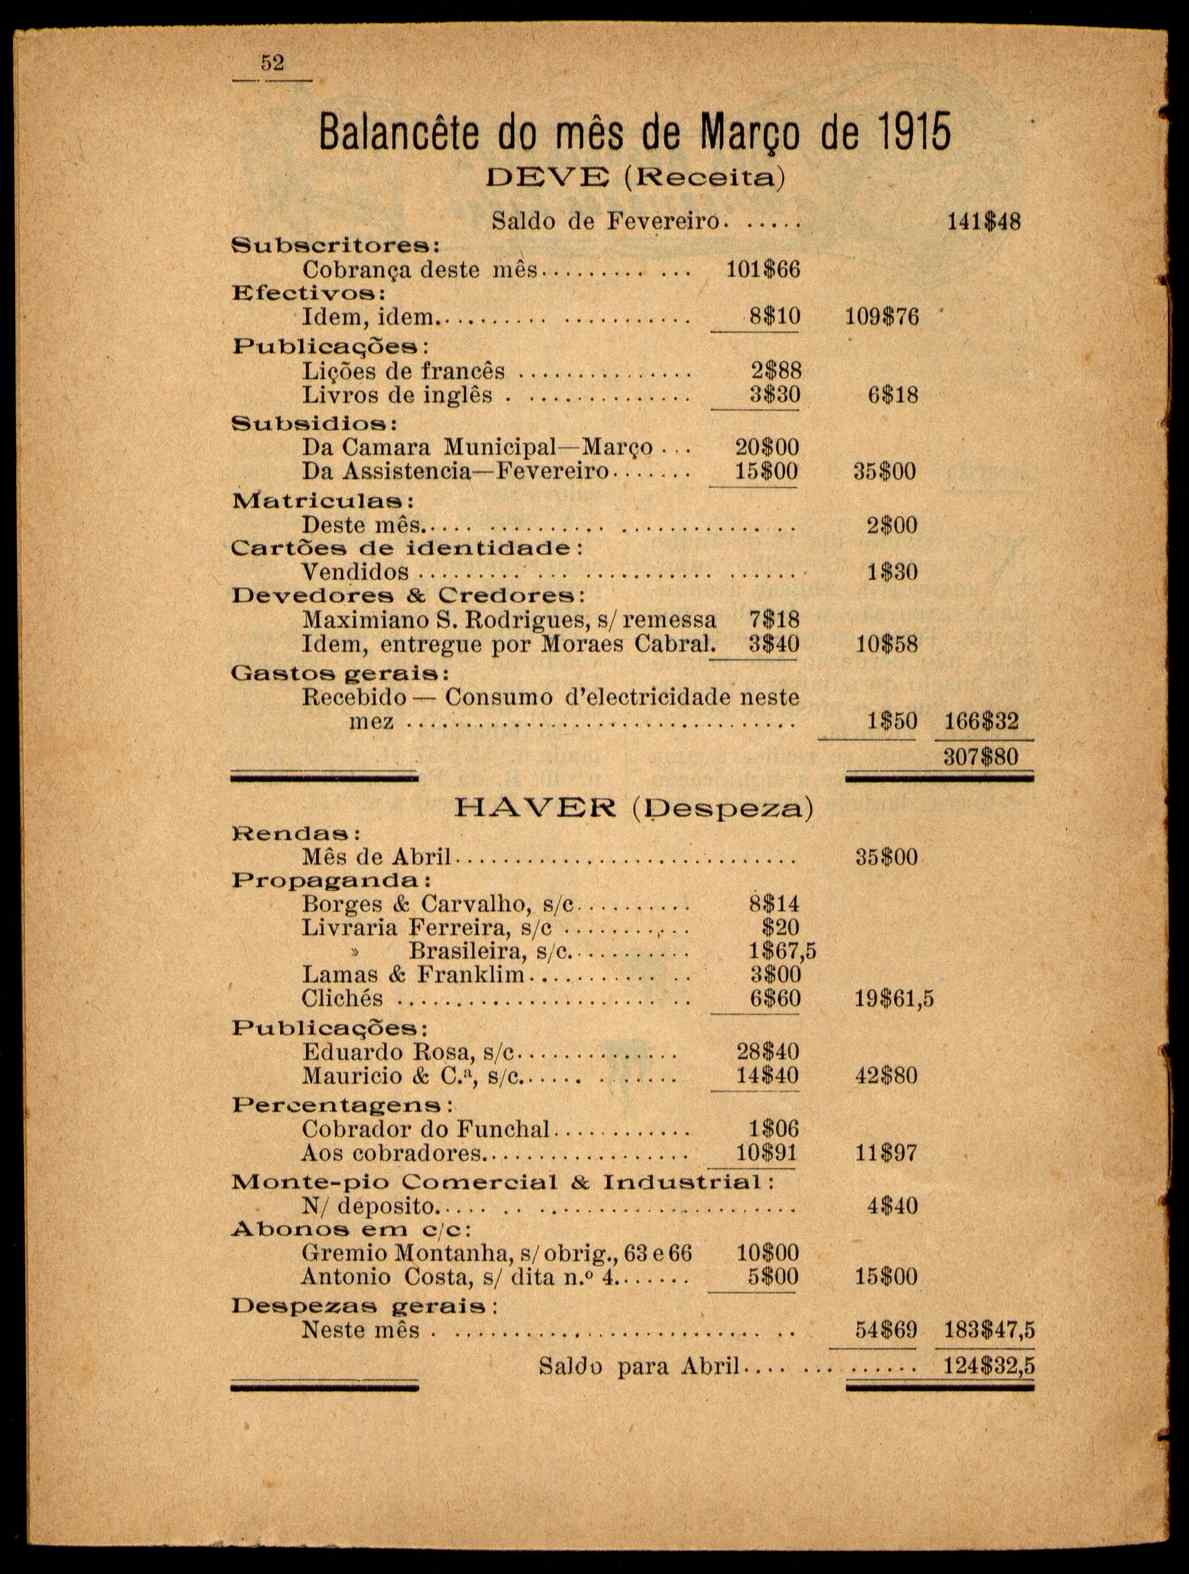 52
Balancête do mês de Março de 1915
DEVE (Receita)
Saldo de Fevereiro. ..... 141$48
Subscritores:
Cobrança deste mês......... ... 101$66
Efectivos:
Idem, idem.......... ........... 8$10 109$76
Publicações:
Lições de francês ............... 2$88
Livros de inglês . .............. 3$30 6$18
Subsidios:
Da Camara Municipal—Março ... 20$00
Da Assistencia—Fevereiro....... 15$00 35$00
Matriculas:
Deste mês..... .......... ............ .. 2$00
Cartões de identidade:
Vendidos ......... ... ........... ....... 1$30
Devedores & Credores:
Maximiano S. Rodrigues, s/ remessa 7$18
Idem, entregue por Moraes Cabral. 3$40 10$58
Gastos gerais:
Recebido — Consumo d'electricidade neste
mez ................................. 1$50 166$32
307$80
HAVER (Despeza)
Rendas:
Mês de Abril............................. 35$00
Propaganda:
Borges & Carvalho, s/c.......... 8$14
Livraria Ferreira, s/c ........... $20
» Brasileira, s/c........... 1$67,5
Lamas & Franklim........... .. 3$00
Clichés ......................... 6$60 19$61,5
Publicações:
Eduardo Rosa, s/c.............. 28$40
Mauricio & C.ª, s/c...... . ...... 14$40 42$80
Percentagens:
Cobrador do Funchal............ 1$06
Aos cobradores.................. 10$91 11$97
Monte-pio Comercial & Industrial:
N/ deposito..... .. ...................... 4$40
Abonos em c/c:
Gremio Montanha, s/ obrig., 63 e 66 10$00
Antonio Costa, s/ dita n.º 4....... 5$00 15$00
Despezas gerais:
Neste mês . .......................... .. 54$69 183$47,5
Saldo para Abril.... ... ...... 124$32,5